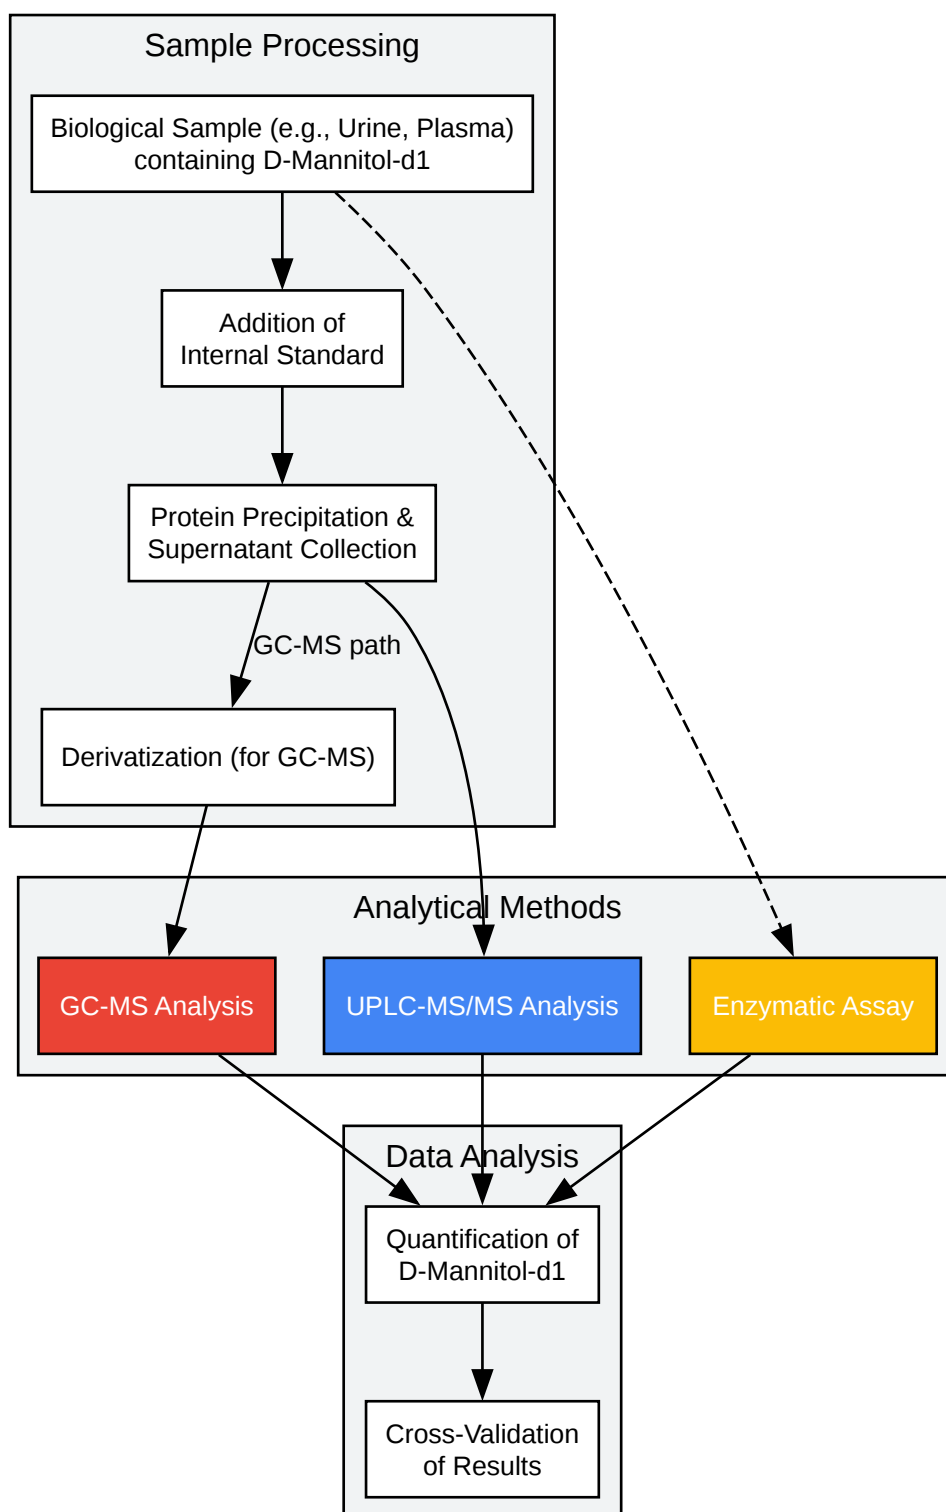 Sample Processing
Biological Sample (e.g., Urine, Plasma)
containing D-Mannitol-d1
Addition of
Internal Standard
Protein Precipitation &
Supernatant Collection
GC-MS path
Derivatization (for GC-MS)
Analytical Methods
GC-MS Analysis
UPLC-MS/MS Analysis
Enzymatic Assay
Data Analysis
Quantification of
D-Mannitol-d1
Cross-Validation
of Results